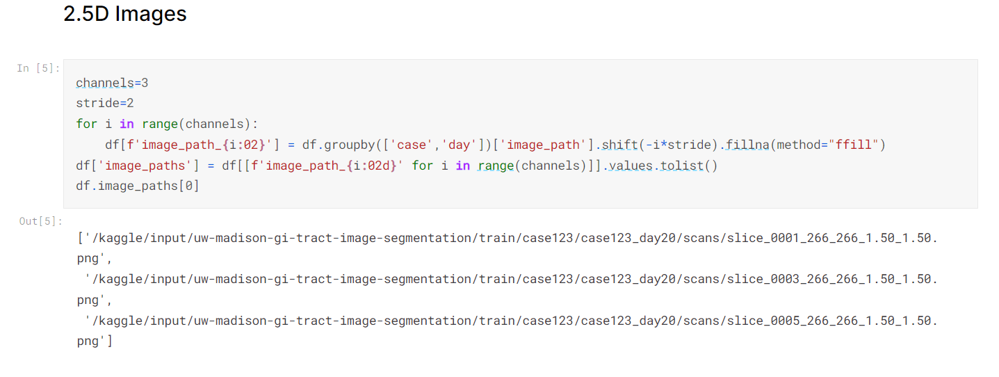 2.5D Images
In [5]:
channels=3
stride=2
for i in range(channels):
    df[f'image_path_{i:02}'] = df.groupby(['case','day'])['image_path'].shift(-i*stride).fillna(method="ffill")
df['image_paths'] = df[[f'image_path_{i:02d}' for i in range(channels)]].values.tolist()
df.image_paths[0]
Out[5]:
['/kaggle/input/uw-madison-gi-tract-image-segmentation/train/case123/case123_day20/scans/slice_0001_266_266_1.50_1.50.
png',
 '/kaggle/input/uw-madison-gi-tract-image-segmentation/train/case123/case123_day20/scans/slice_0003_266_266_1.50_1.50.
png',
 '/kaggle/input/uw-madison-gi-tract-image-segmentation/train/case123/case123_day20/scans/slice_0005_266_266_1.50_1.50.
png']